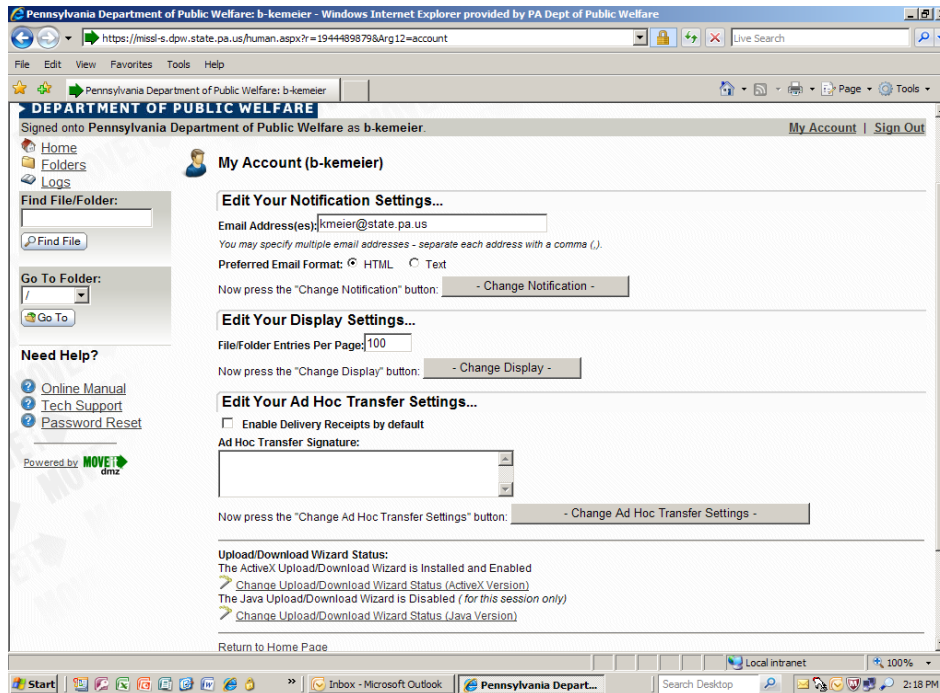 Pennsylvania Department of Public Welfare: b-kemeier - Windows Internet Explorer provided by PA Dept of Public Welfare
https://missl-s.dpw.state.pa.us/human.aspx?r=1944489879&Arg12=account
Live Search
File Edit View Favorites Tools Help
Pennsylvania Department of Public Welfare: b-kemeier
Page Tools
DEPARTMENT OF PUBLIC WELFARE
Signed onto Pennsylvania Department of Public Welfare as b-kemeier.
My Account | Sign Out
Home
Folders
Logs
Find File/Folder:
Find File
Go To Folder:
/
Go To
Need Help?
Online Manual
Tech Support
Password Reset
Powered by MOVEit dmz
My Account (b-kemeier)
Edit Your Notification Settings...
Email Address(es): kmeier@state.pa.us
You may specify multiple email addresses - separate each address with a comma (,).
Preferred Email Format: HTML Text
Now press the "Change Notification" button: - Change Notification -
Edit Your Display Settings...
File/Folder Entries Per Page: 100
Now press the "Change Display" button: - Change Display -
Edit Your Ad Hoc Transfer Settings...
Enable Delivery Receipts by default
Ad Hoc Transfer Signature:
Now press the "Change Ad Hoc Transfer Settings" button: - Change Ad Hoc Transfer Settings -
Upload/Download Wizard Status:
The ActiveX Upload/Download Wizard is Installed and Enabled
Change Upload/Download Wizard Status (ActiveX Version)
The Java Upload/Download Wizard is Disabled (for this session only)
Change Upload/Download Wizard Status (Java Version)
Return to Home Page
Local intranet 100%
Start » Inbox - Microsoft Outlook Pennsylvania Depart... Search Desktop 2:18 PM